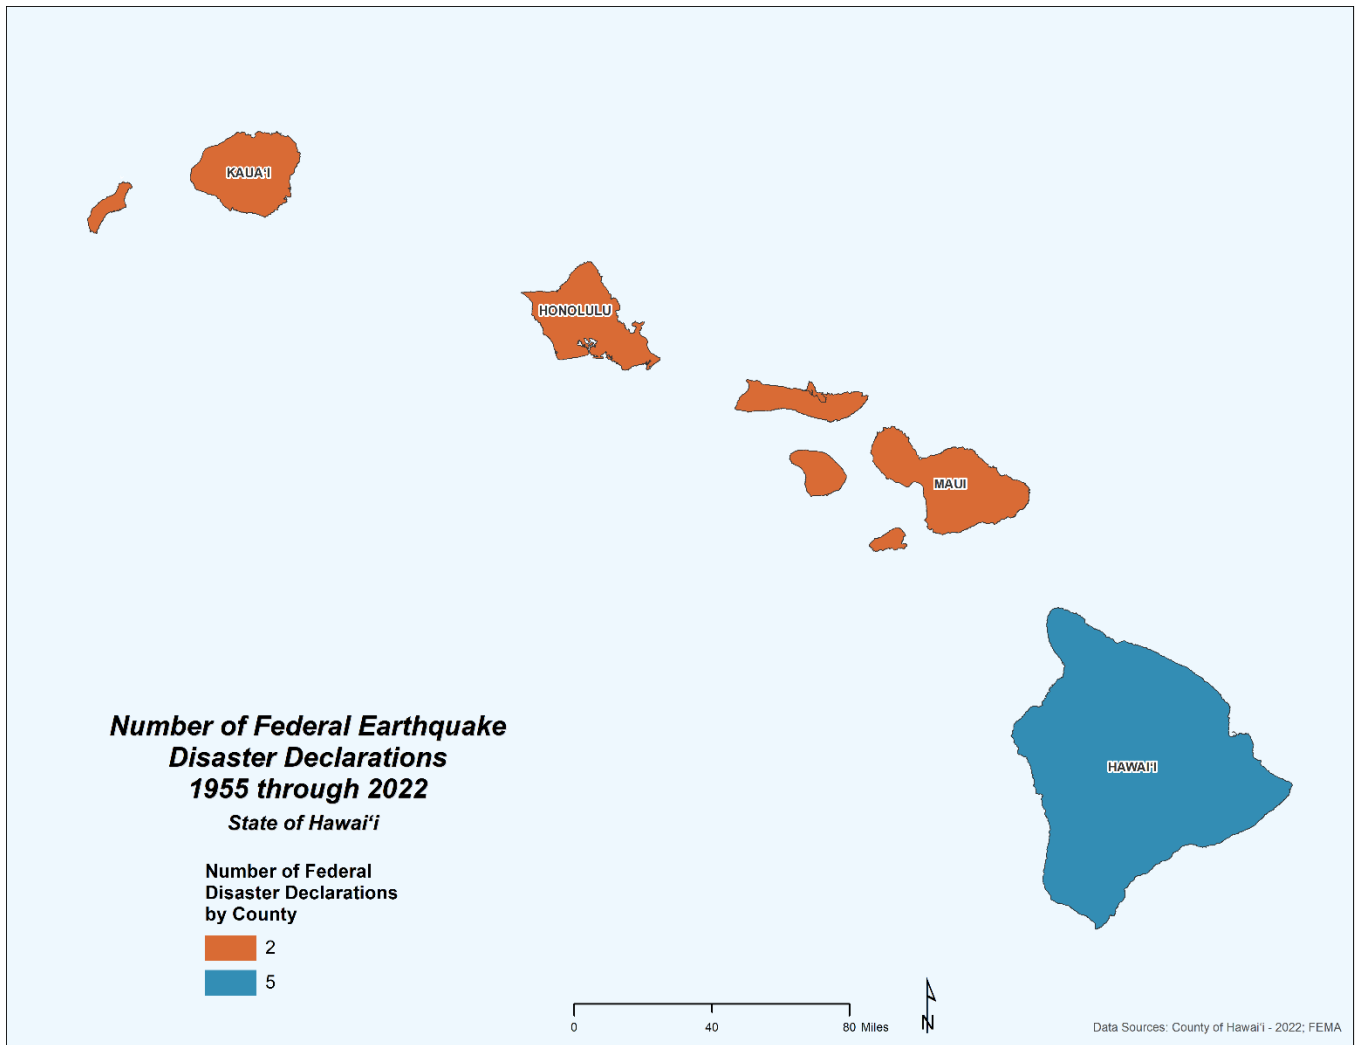 KAUAʻI
HONOLULU
MAUI
HAWAIʻI
Number of Federal Earthquake
Disaster Declarations
1955 through 2022
State of Hawaiʻi
Number of Federal
Disaster Declarations
by County
2
5
0 40 80 Miles
N
Data Sources: County of Hawai'i - 2022; FEMA